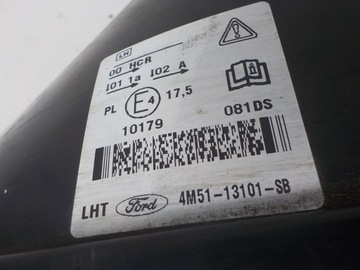 LH
00 HCR
I01 1a I02 A
PL E4 17,5
10179 081DS
LHT Ford 4M51-13101-SB